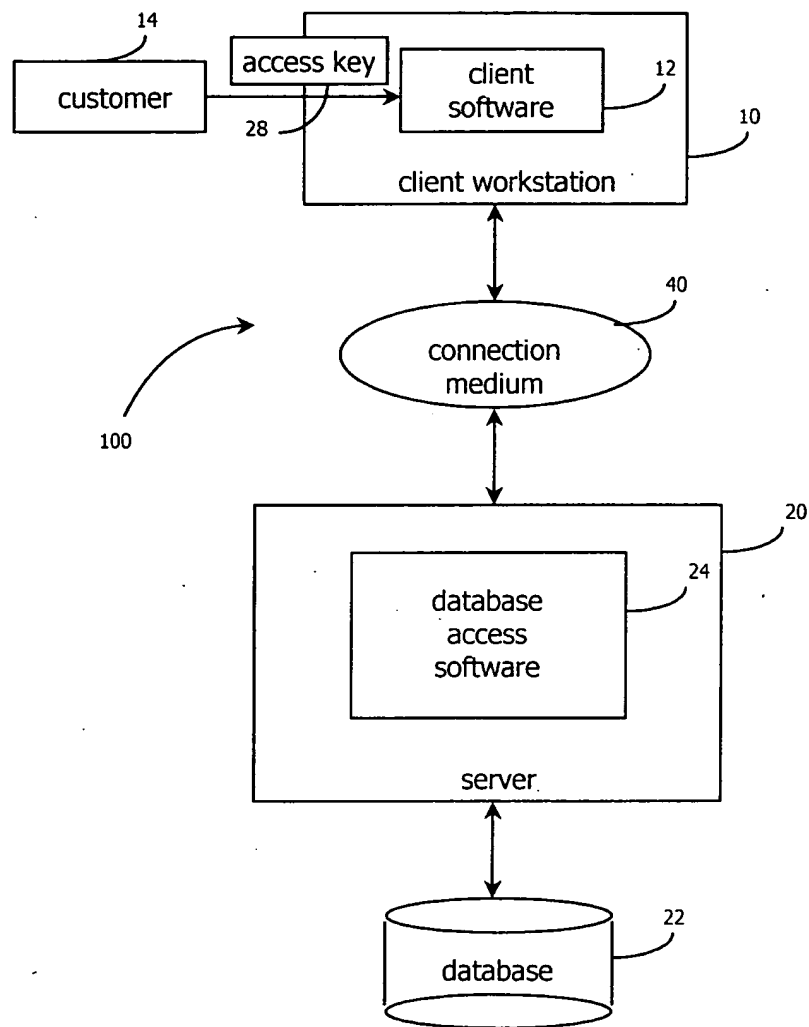 14
access key
client
software
customer
12
28
10
client workstation
40
connection
medium
100
20
24
database
access
software
server
22
database